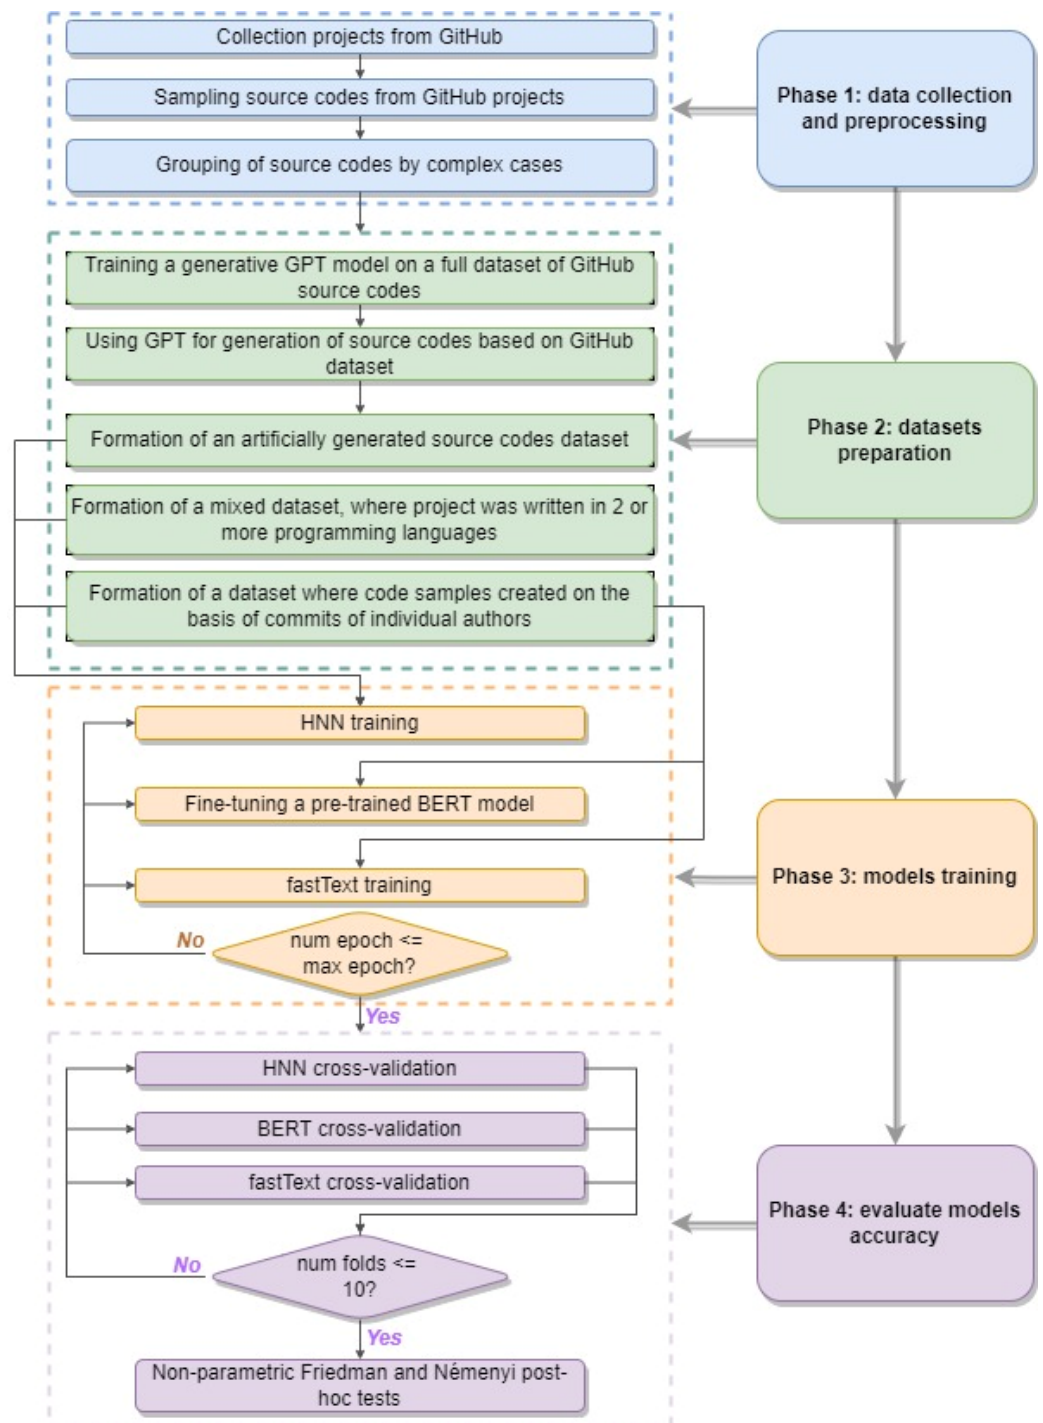 Collection projects from GitHub
Sampling source codes from GitHub projects
Grouping of source codes by complex cases
Phase 1: data collection
and preprocessing
Training a generative GPT model on a full dataset of GitHub
source codes
Using GPT for generation of source codes based on GitHub
dataset
Formation of an artificially generated source codes dataset
Formation of a mixed dataset, where project was written in 2 or
more programming languages
Formation of a dataset where code samples created on the
basis of commits of individual authors
Phase 2: datasets
preparation
HNN training
Fine-tuning a pre-trained BERT model
fastText training
No
num epoch <=
max epoch?
Yes
Phase 3: models training
HNN cross-validation
BERT cross-validation
fastText cross-validation
No
num folds <=
10?
Yes
Non-parametric Friedman and Némenyi post-
hoc tests
Phase 4: evaluate models
accuracy